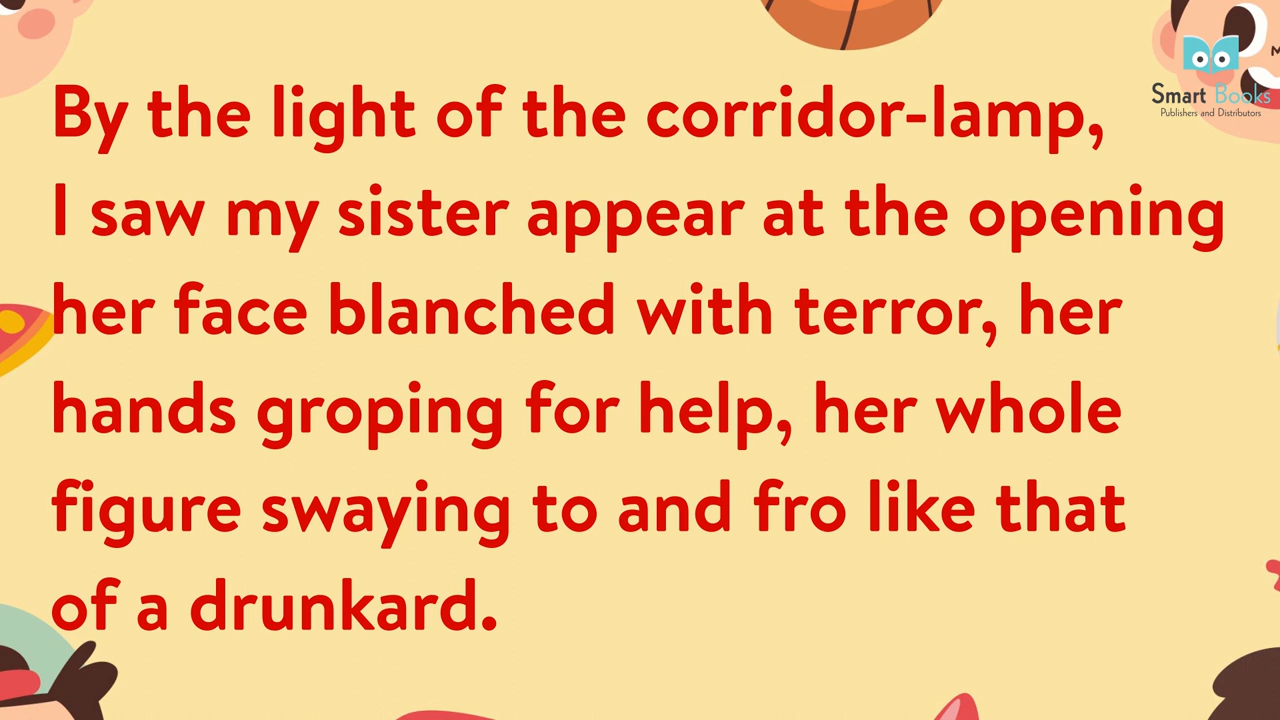 By the light of the corridor-lamp,
I saw my sister appear at the opening
her face blanched with terror, her
hands groping for help, her whole
figure swaying to and fro like that
of a drunkard.
Smart Books
Publishers and Distributors